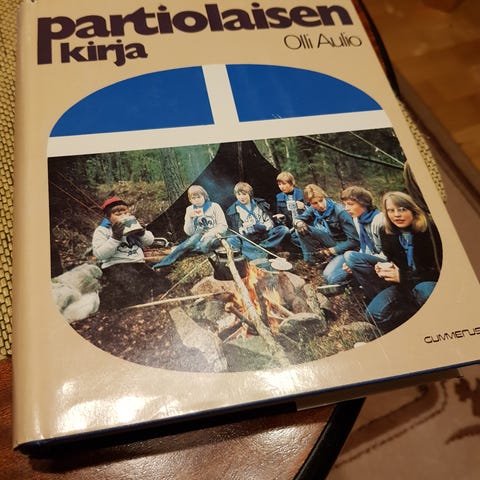 partiolaisen
kirja
Olli Aulio
GUMMERUS